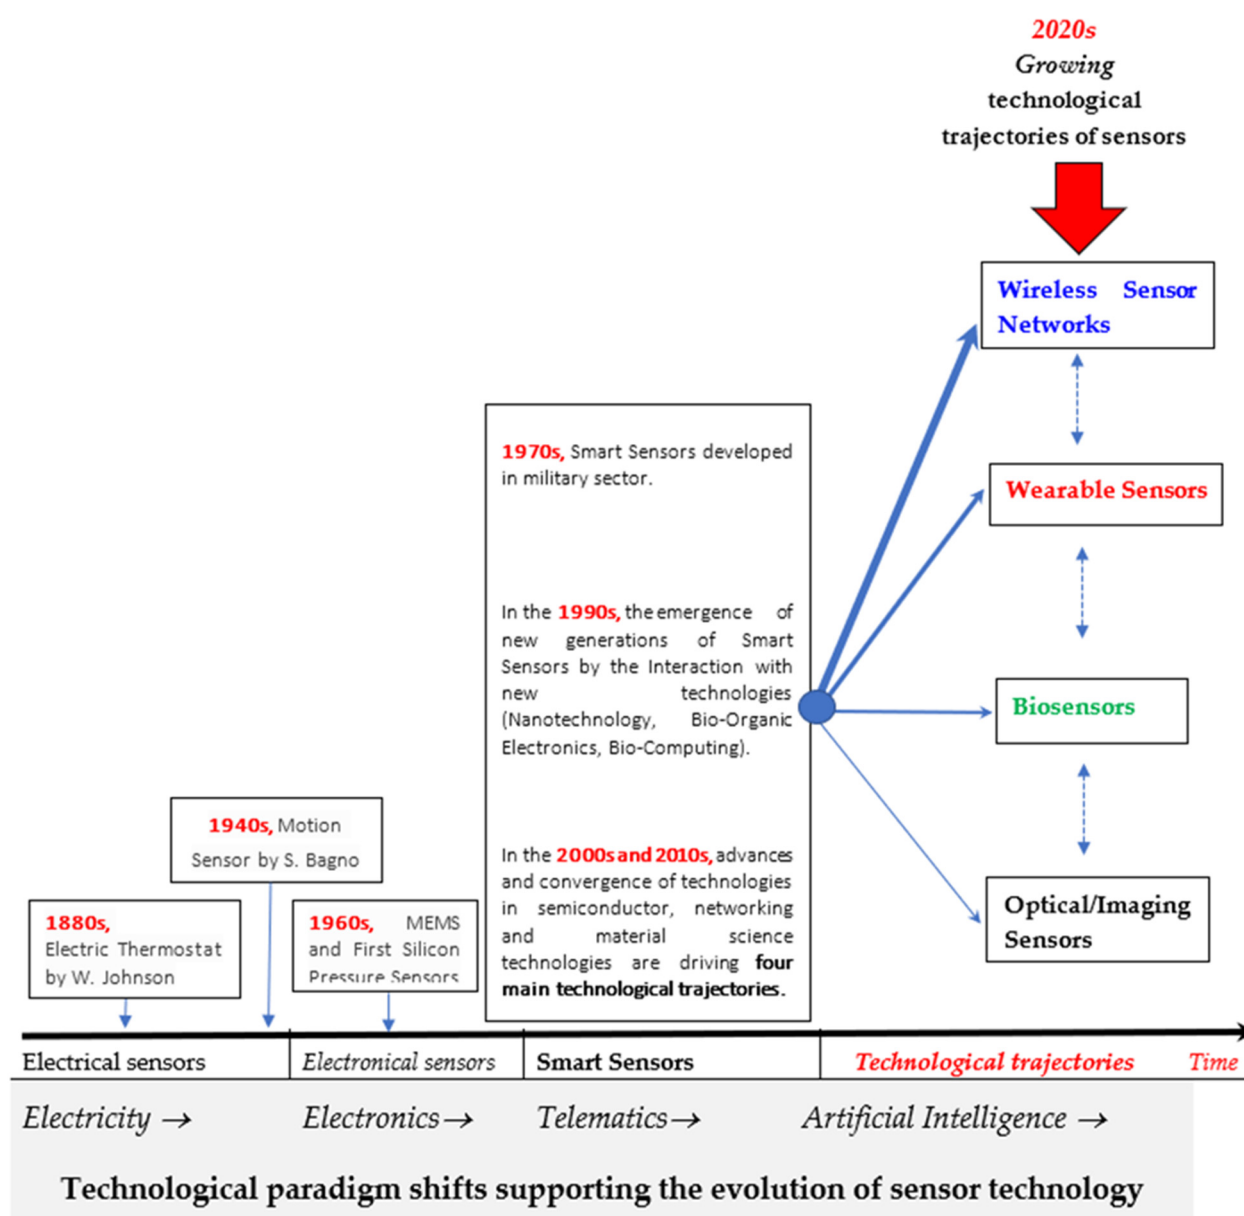 2020s
Growing
technological
trajectories of sensors
Wireless Sensor
Networks
Wearable Sensors
Biosensors
Optical/Imaging
Sensors
1970s, Smart Sensors developed
in military sector.
In the 1990s, the emergence of
new generations of Smart
Sensors by the Interaction with
new technologies
(Nanotechnology, Bio-Organic
Electronics, Bio-Computing).
In the 2000s and 2010s, advances
and convergence of technologies
in semiconductor, networking
and material science
technologies are driving four
main technological trajectories.
1940s, Motion
Sensor by S. Bagno
1880s,
Electric Thermostat
by W. Johnson
1960s, MEMS
and First Silicon
Pressure Sensors
Electrical sensors
Electronical sensors
Smart Sensors
Technological trajectories
Time
Electricity →
Electronics →
Telematics →
Artificial Intelligence →
Technological paradigm shifts supporting the evolution of sensor technology